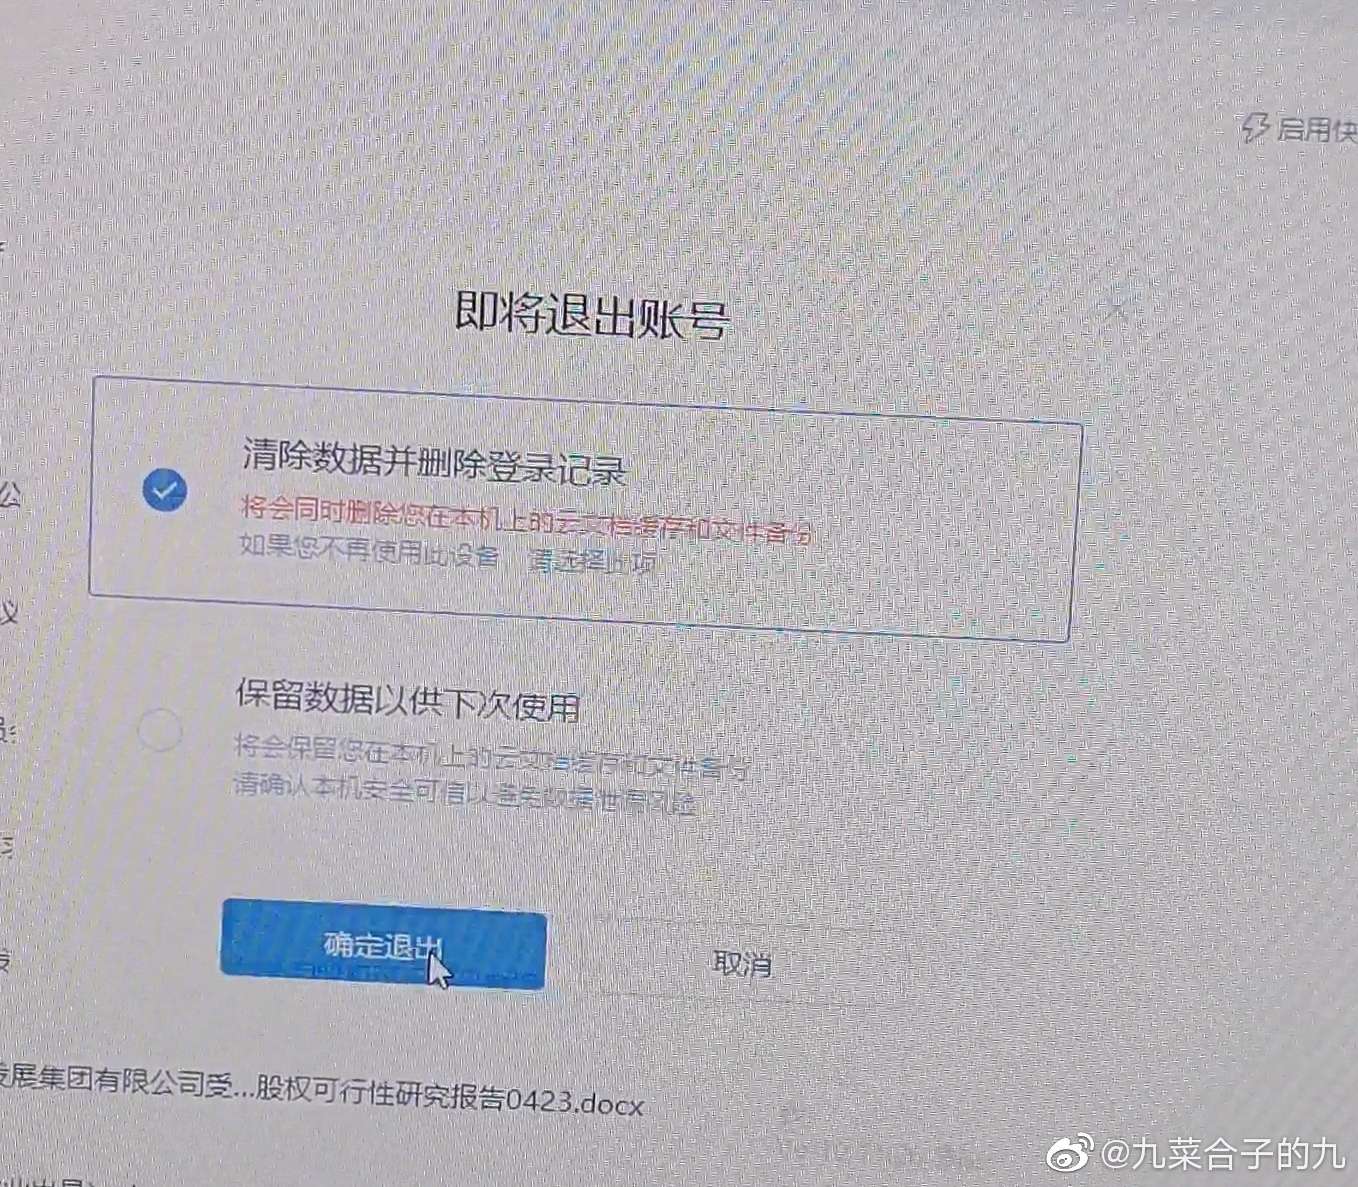 启用快
即将退出账号
清除数据并删除登录记录
将会同时删除您在本机上的云文档缓存和文件备份
如果您不再使用此设备 请选择此项
保留数据以供下次使用
将会保留您在本机上的云文档缓存和文件备份
请确认本机安全可信以避免数据泄漏风险
确定退出
取消
发展集团有限公司受...股权可行性研究报告0423.docx
@九菜合子的九